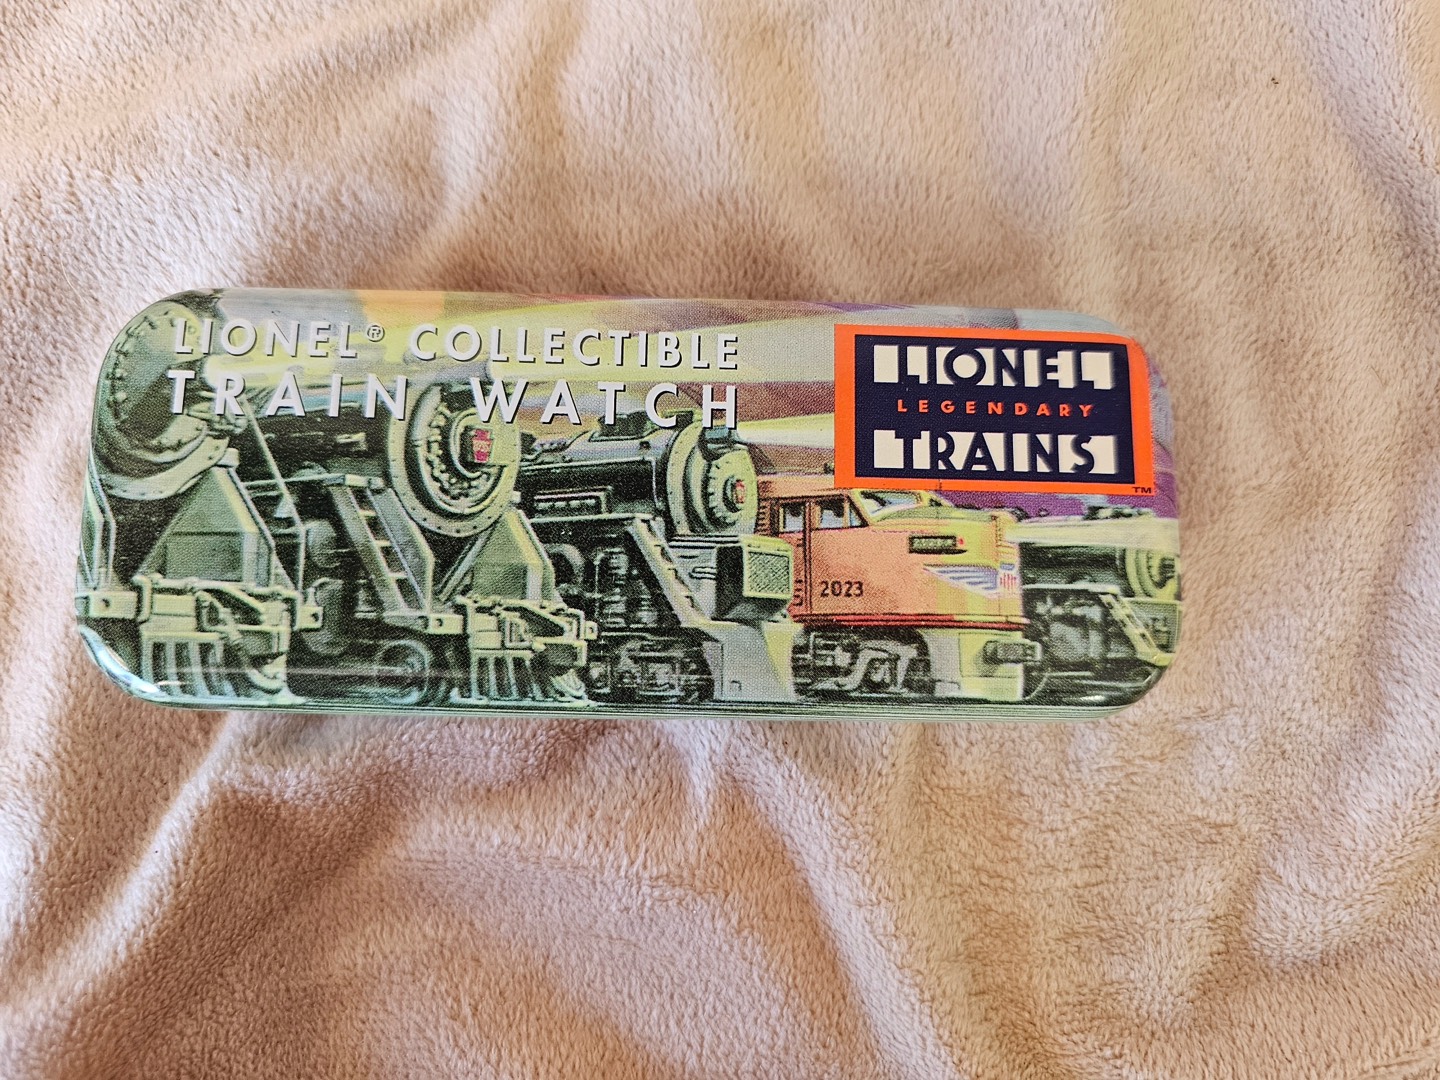 LIONEL® COLLECTIBLE
TRAIN WATCH
LIONEL
LEGENDARY
TRAINS
TM
2023